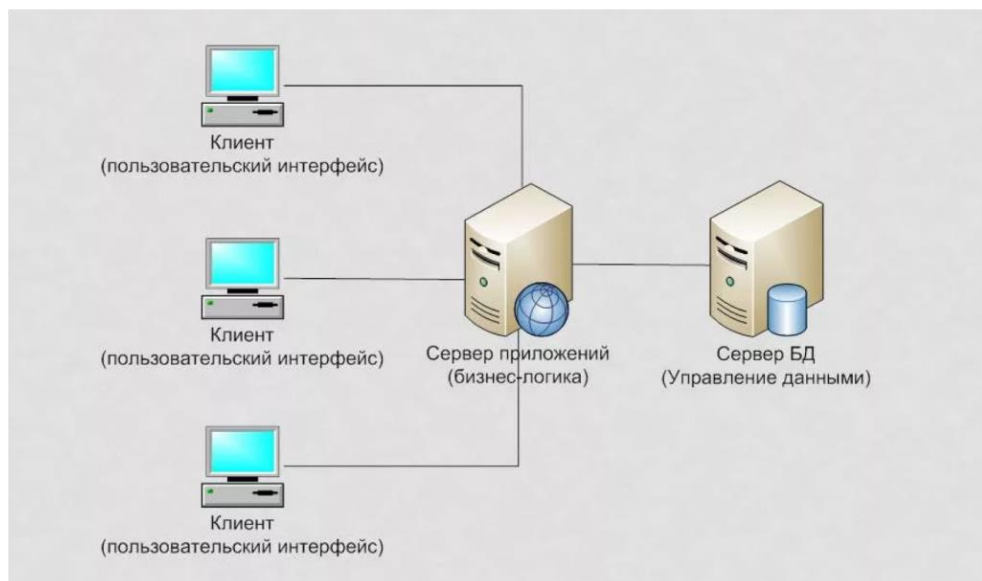 Клиент
(пользовательский интерфейс)
Клиент
(пользовательский интерфейс)
Сервер приложений
(бизнес-логика)
Сервер БД
(Управление данными)
Клиент
(пользовательский интерфейс)